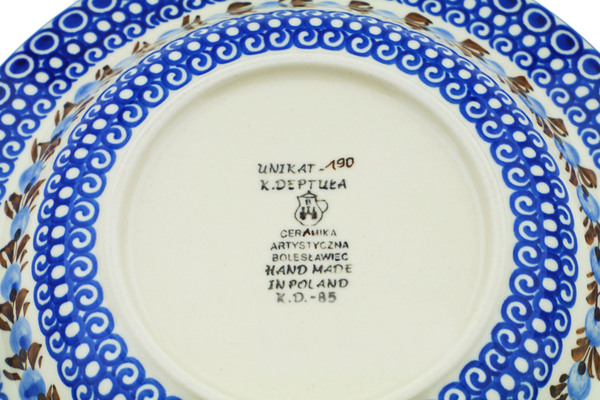 UNIKAT -190
K.DEPTUŁA
CERAMIKA
ARTYSTYCZNA
BOLESŁAWIEC
HAND MADE
IN POLAND
K.D.-85